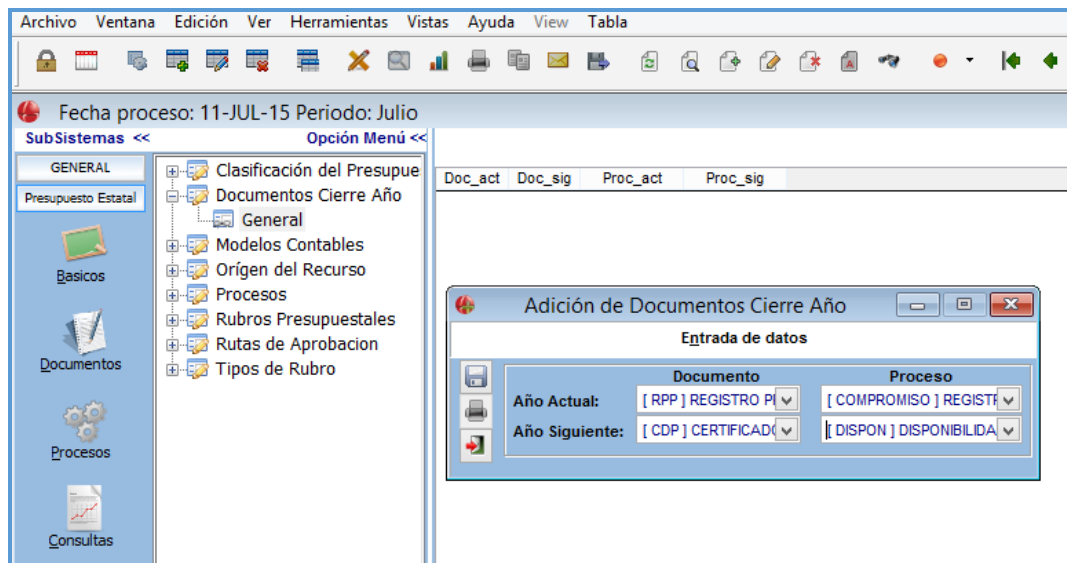 Archivo Ventana Edición Ver Herramientas Vistas Ayuda View Tabla
Fecha proceso: 11-JUL-15 Periodo: Julio
SubSistemas << Opción Menú <<
GENERAL
Presupuesto Estatal
Basicos
Documentos
Procesos
Consultas
Clasificación del Presupue
Documentos Cierre Año
General
Modelos Contables
Orígen del Recurso
Procesos
Rubros Presupuestales
Rutas de Aprobacion
Tipos de Rubro
Doc_act Doc_sig Proc_act Proc_sig
Adición de Documentos Cierre Año
Entrada de datos
Documento Proceso
Año Actual: [ RPP ] REGISTRO [ COMPROMISO ]
Año Siguiente: [ CDP ] [ DISPON ] DISPONIBILIDA